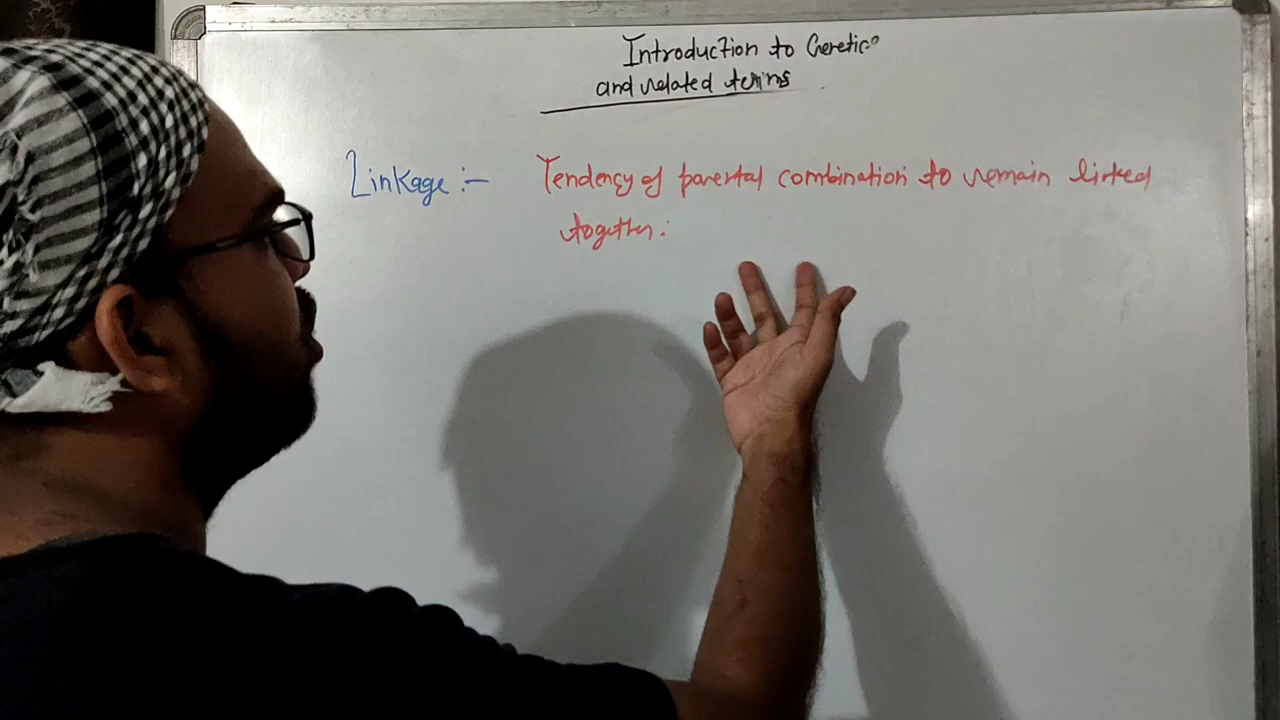 Introduction to Genetics
and related terms
Linkage :- Tendency of parental combination to remain linked
together.